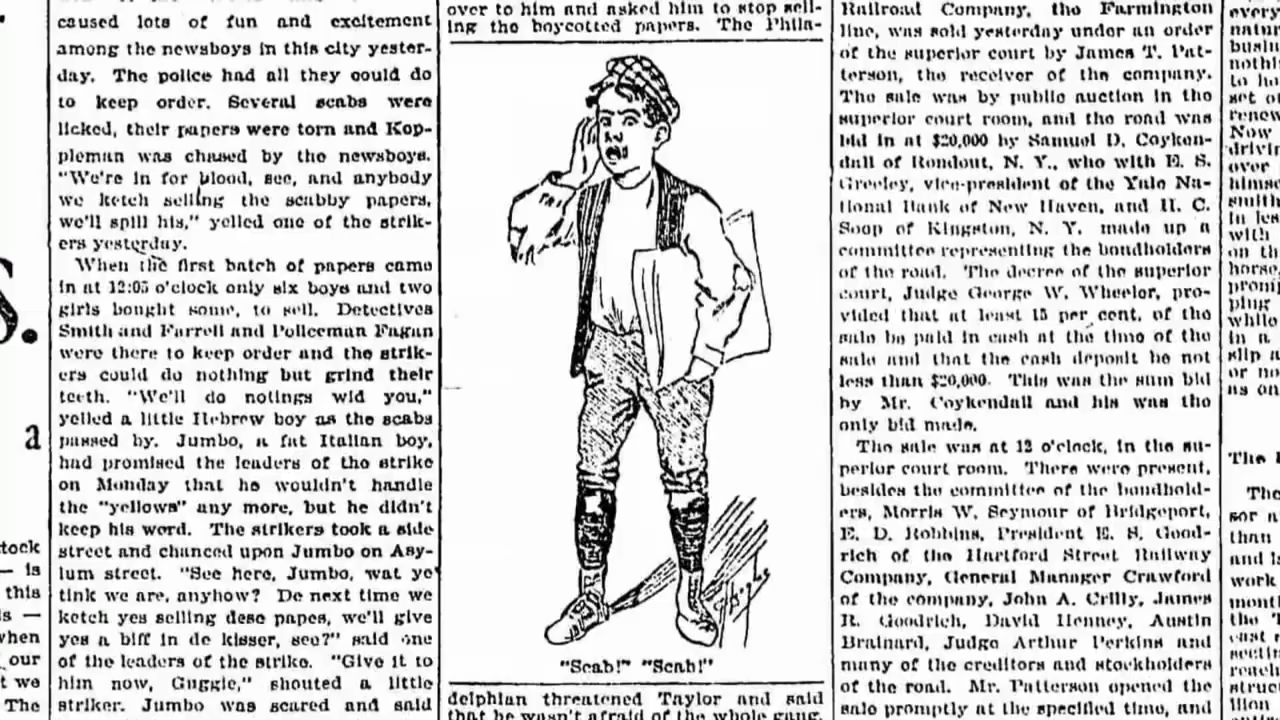 caused lots of fun and excitement
among the newsboys in this city yester-
day. The police had all they could do
to keep order. Several scabs were
licked, their papers were torn and Kop-
pleman was chased by the newsboys.
"We're in for blood, see, and anybody
we ketch selling the scabby papers,
we'll spill his," yelled one of the strik-
ers yesterday.
When the first batch of papers came
in at 12:05 o'clock only six boys and two
girls bought some, to sell. Detectives
Smith and Farrell and Policeman Fagan
were there to keep order and the strik-
ers could do nothing but grind their
teeth. "We'll do notings wid you,"
yelled a little Hebrew boy as the scabs
passed by. Jumbo, a fat Italian boy,
had promised the leaders of the strike
on Monday that he wouldn't handle
the "yellows" any more, but he didn't
keep his word. The strikers took a side
street and chanced upon Jumbo on Asy-
lum street. "See here, Jumbo, wat ye
tink we are, anyhow? De next time we
ketch yes selling dese papes, we'll give
yes a biff in de kisser, see?" said one
of the leaders of the strike. "Give it to
him now, Guggie," shouted a little
striker. Jumbo was scared and said
over to him and asked him to stop sell-
ing the boycotted papers. The Phila-
"Scab!" "Scab!"
delphian threatened Taylor and said
that he wasn't afraid of the whole gang.
Railroad Company, the Farmington
line, was sold yesterday under an order
of the superior court by James T. Pat-
terson, the receiver of the company.
The sale was by public auction in the
superior court room, and the road was
bid in at $20,000 by Samuel D. Coyken-
dall of Rondout, N. Y., who with E. S.
Greeley, vice-president of the Yale Na-
tional Bank of New Haven, and H. C.
Soop of Kingston, N. Y. made up a
committee representing the bondholders
of the road. The decree of the superior
court, Judge George W. Wheeler, pro-
vided that at least 15 per cent. of the
sale be paid in cash at the time of the
sale and that the cash deposit be not
less than $20,000. This was the sum bid
by Mr. Coykendall and his was the
only bid made.
The sale was at 12 o'clock, in the su-
perior court room. There were present,
besides the committee of the bondhold-
ers, Morris W. Seymour of Bridgeport,
E. D. Robbins, President E. S. Good-
rich of the Hartford Street Railway
Company, General Manager Crawford
of the company, John A. Crilly, James
R. Goodrich, David Henney, Austin
Brainard, Judge Arthur Perkins and
many of the creditors and stockholders
of the road. Mr. Patterson opened the
sale promptly at the specified time, and